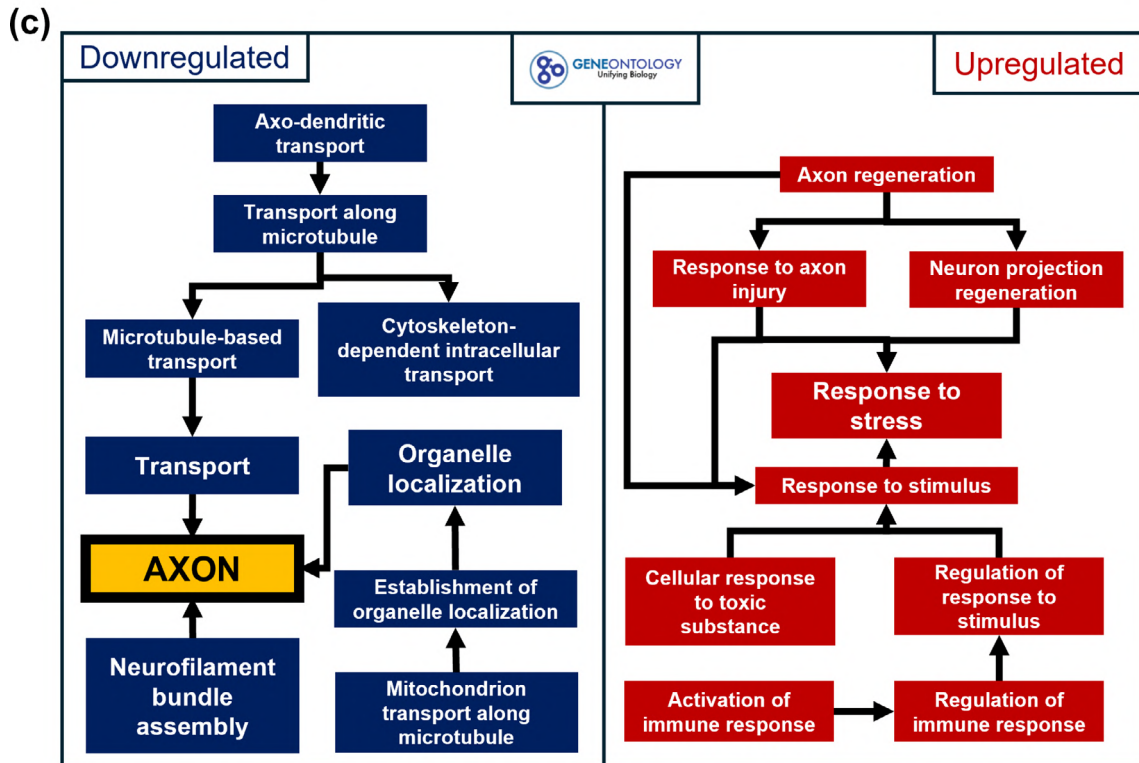 (c)
Downregulated
GENEONTOLOGY
Unifying Biology
Upregulated
Axo-dendritic
transport
Transport along
microtubule
Microtubule-based
transport
Cytoskeleton-
dependent intracellular
transport
Transport
Organelle
localization
AXON
Establishment of
organelle localization
Neurofilament
bundle
assembly
Mitochondrion
transport along
microtubule
Axon regeneration
Response to axon
injury
Neuron projection
regeneration
Response to
stress
Response to stimulus
Cellular response
to toxic
substance
Regulation of
response to
stimulus
Activation of
immune response
Regulation of
immune response